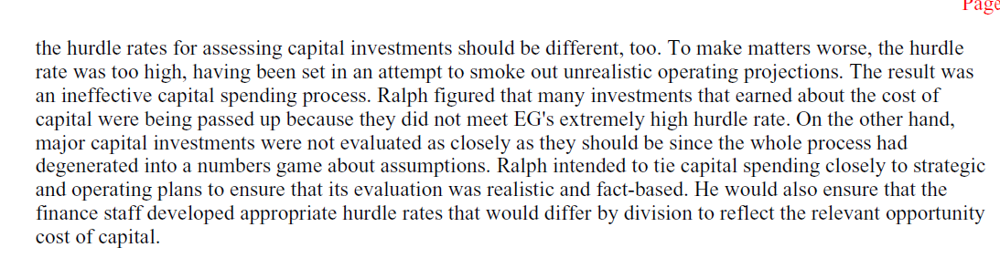 Page
the hurdle rates for assessing capital investments should be different, too. To make matters worse, the hurdle
rate was too high, having been set in an attempt to smoke out unrealistic operating projections. The result was
an ineffective capital spending process. Ralph figured that many investments that earned about the cost of
capital were being passed up because they did not meet EG's extremely high hurdle rate. On the other hand,
major capital investments were not evaluated as closely as they should be since the whole process had
degenerated into a numbers game about assumptions. Ralph intended to tie capital spending closely to strategic
and operating plans to ensure that its evaluation was realistic and fact-based. He would also ensure that the
finance staff developed appropriate hurdle rates that would differ by division to reflect the relevant opportunity
cost of capital.